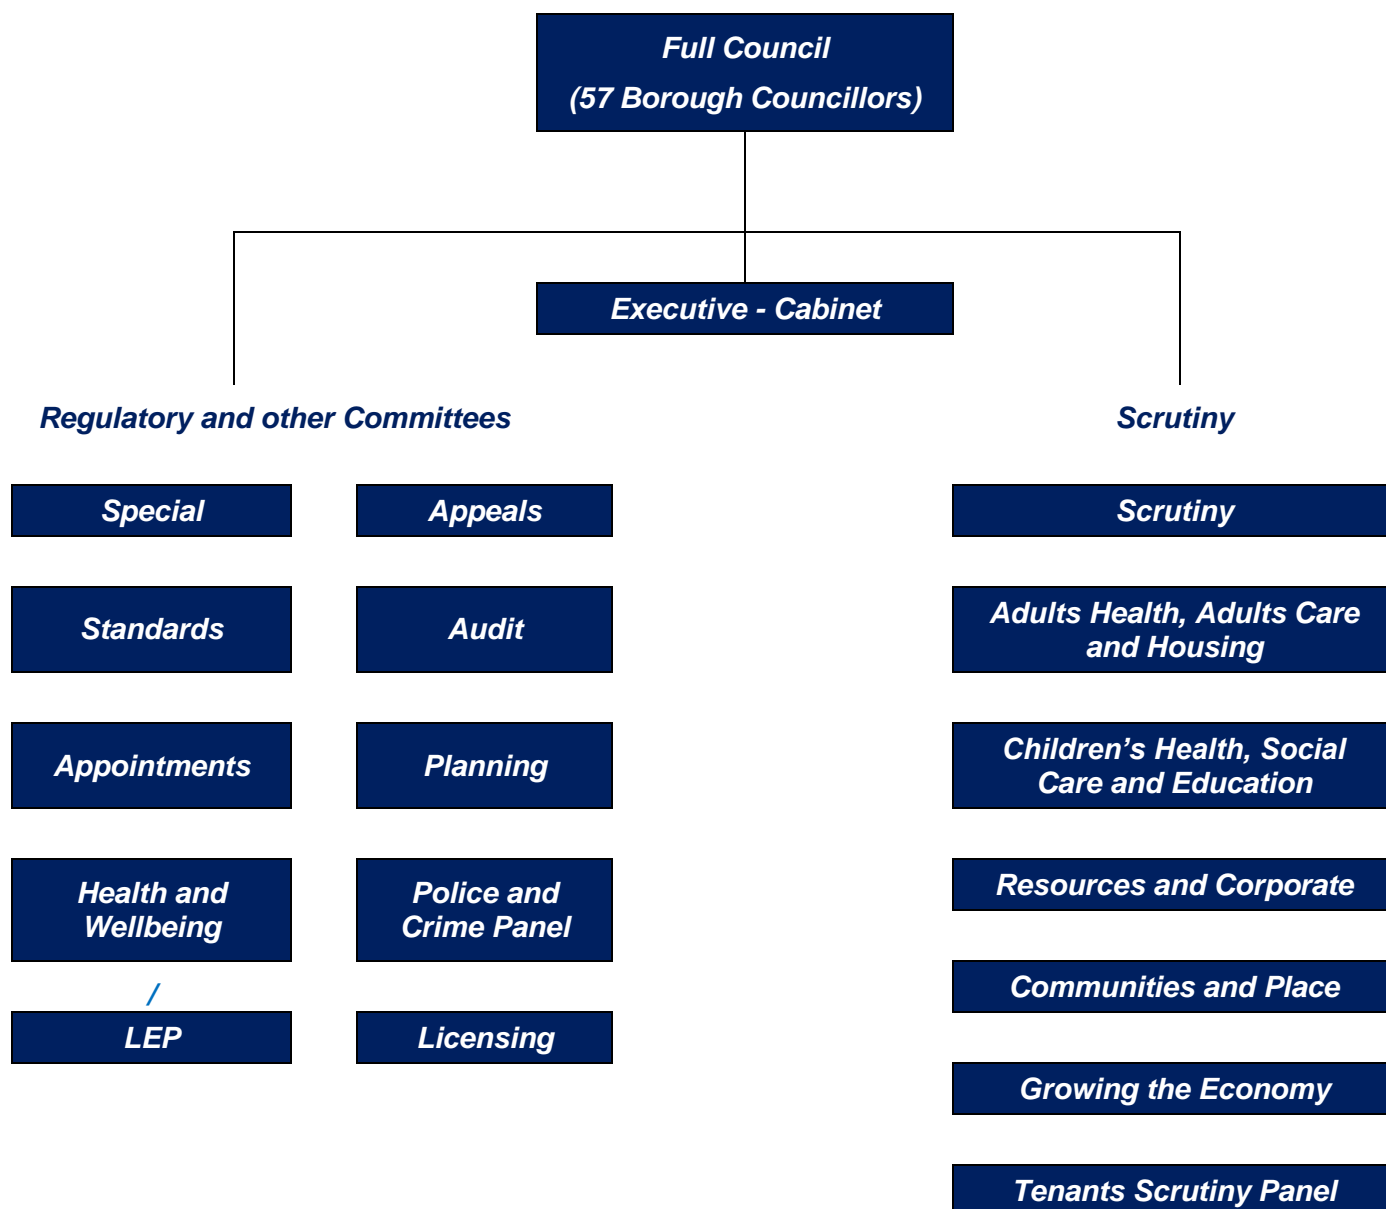 Full Council
(57 Borough Councillors)
Executive - Cabinet
Regulatory and other Committees
Scrutiny
Special
Appeals
Scrutiny
Standards
Audit
Adults Health, Adults Care
and Housing
Appointments
Planning
Children’s Health, Social
Care and Education
Health and
Wellbeing
Police and
Crime Panel
Resources and Corporate
/
Communities and Place
LEP
Licensing
Growing the Economy
Tenants Scrutiny Panel